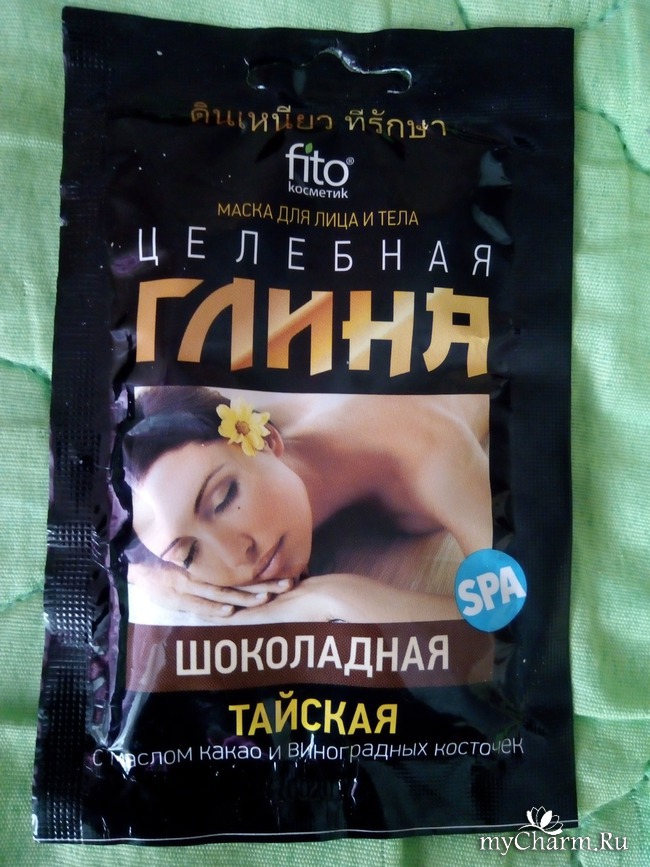 ดินเหนียว ทีรักษา
fito®
косметик
МАСКА ДЛЯ ЛИЦА И ТЕЛА
ЦЕЛЕБНАЯ
ГЛИНА
SPA
ШОКОЛАДНАЯ
ТАЙСКАЯ
с маслом какао и виноградных косточек
myCharm.Ru